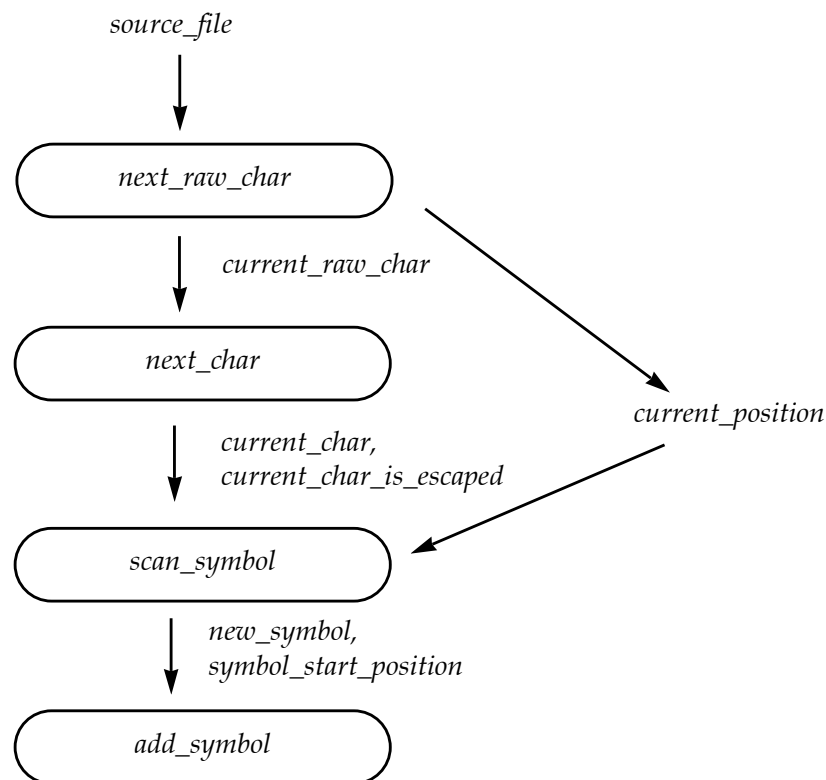 source_file
next_raw_char
current_raw_char
next_char
current_position
current_char,
current_char_is_escaped
scan_symbol
new_symbol,
symbol_start_position
add_symbol